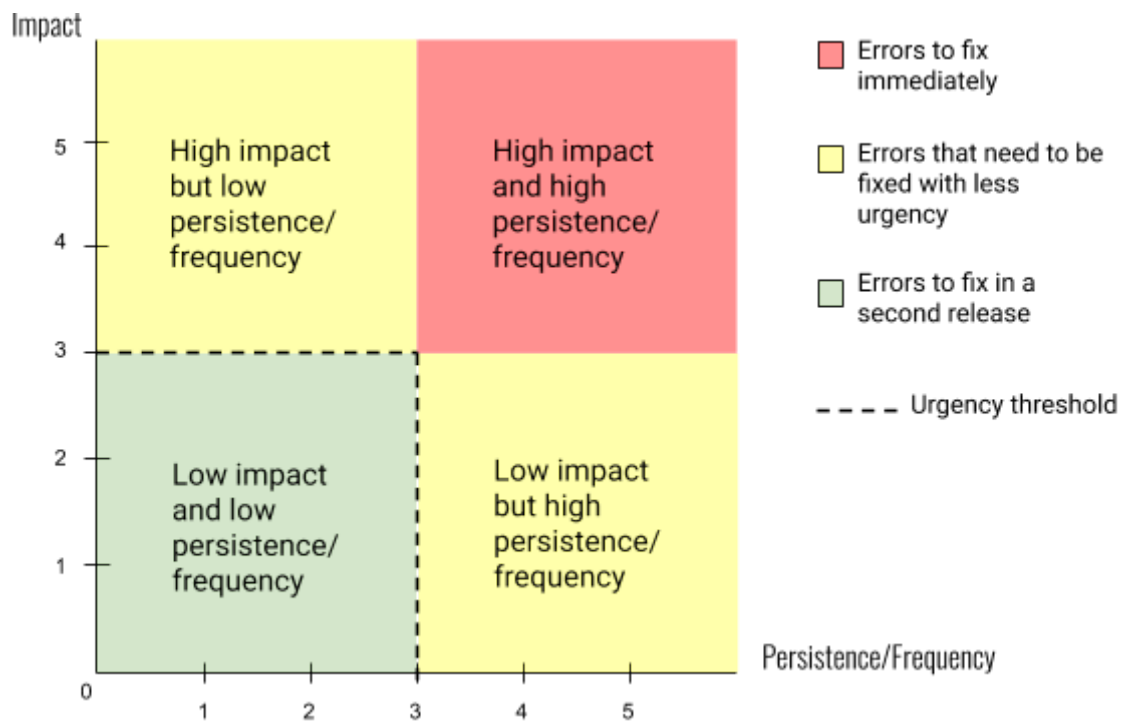 Impact
5
4
3
2
1
0
High impact
but low
persistence/
frequency
High impact
and high
persistence/
frequency
Low impact
and low
persistence/
frequency
Low impact
but high
persistence/
frequency
1
2
3
4
5
Persistence/Frequency
Errors to fix
immediately
Errors that need to be
fixed with less
urgency
Errors to fix in a
second release
Urgency threshold